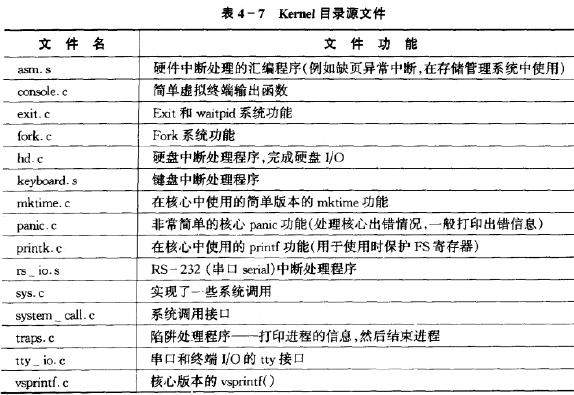 表 4-7 Kernel 目录源文件
文 件 名 文 件 功 能
asm. s 硬件中断处理的汇编程序(例如缺页异常中断,在存储管理系统中使用)
console. c 简单虚拟终端输出函数
exit. c Exit 和 waitpid 系统功能
fork. c Fork 系统功能
hd. c 硬盘中断处理程序,完成硬盘 I/O
keyboard. s 键盘中断处理程序
mktime. c 在核心中使用的简单版本的 mktime 功能
panic. c 非常简单的核心 panic 功能(处理核心出错情况,一般打印出错信息)
printk. c 在核心中使用的 printf 功能(用于使用时保护 FS 寄存器)
rs _ io. s RS-232 (串口 serial)中断处理程序
sys. c 实现了一些系统调用
system _ call. c 系统调用接口
traps. c 陷阱处理程序——打印进程的信息,然后结束进程
tty _ io. c 串口和终端 I/O 的 tty 接口
vsprintf. c 核心版本的 vsprintf()